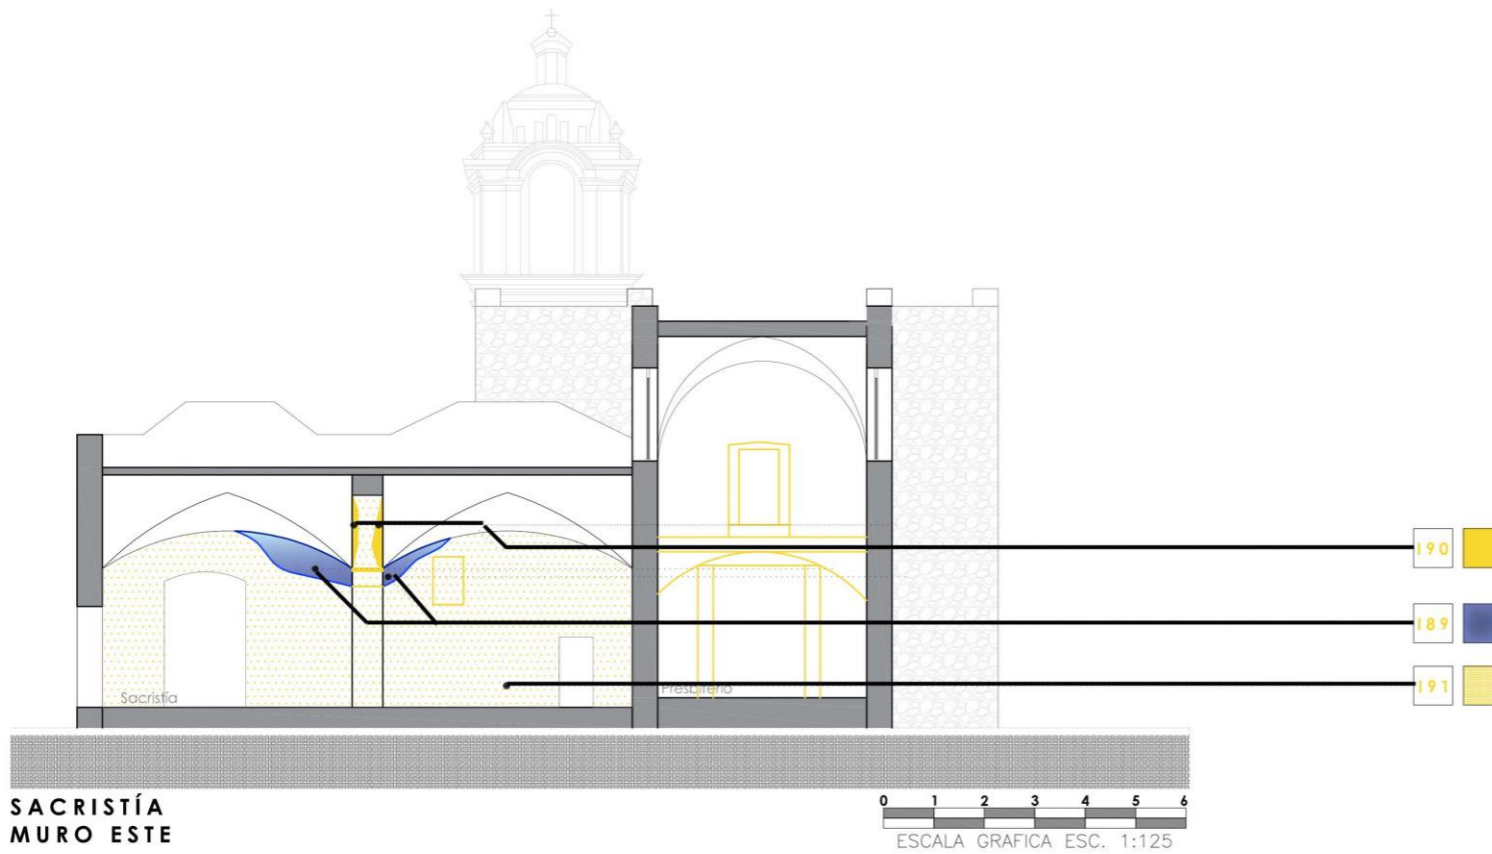 190
189
191
Sacristía
Presbiterio
SACRISTÍA
MURO ESTE
0 1 2 3 4 5 6
ESCALA GRAFICA ESC. 1:125